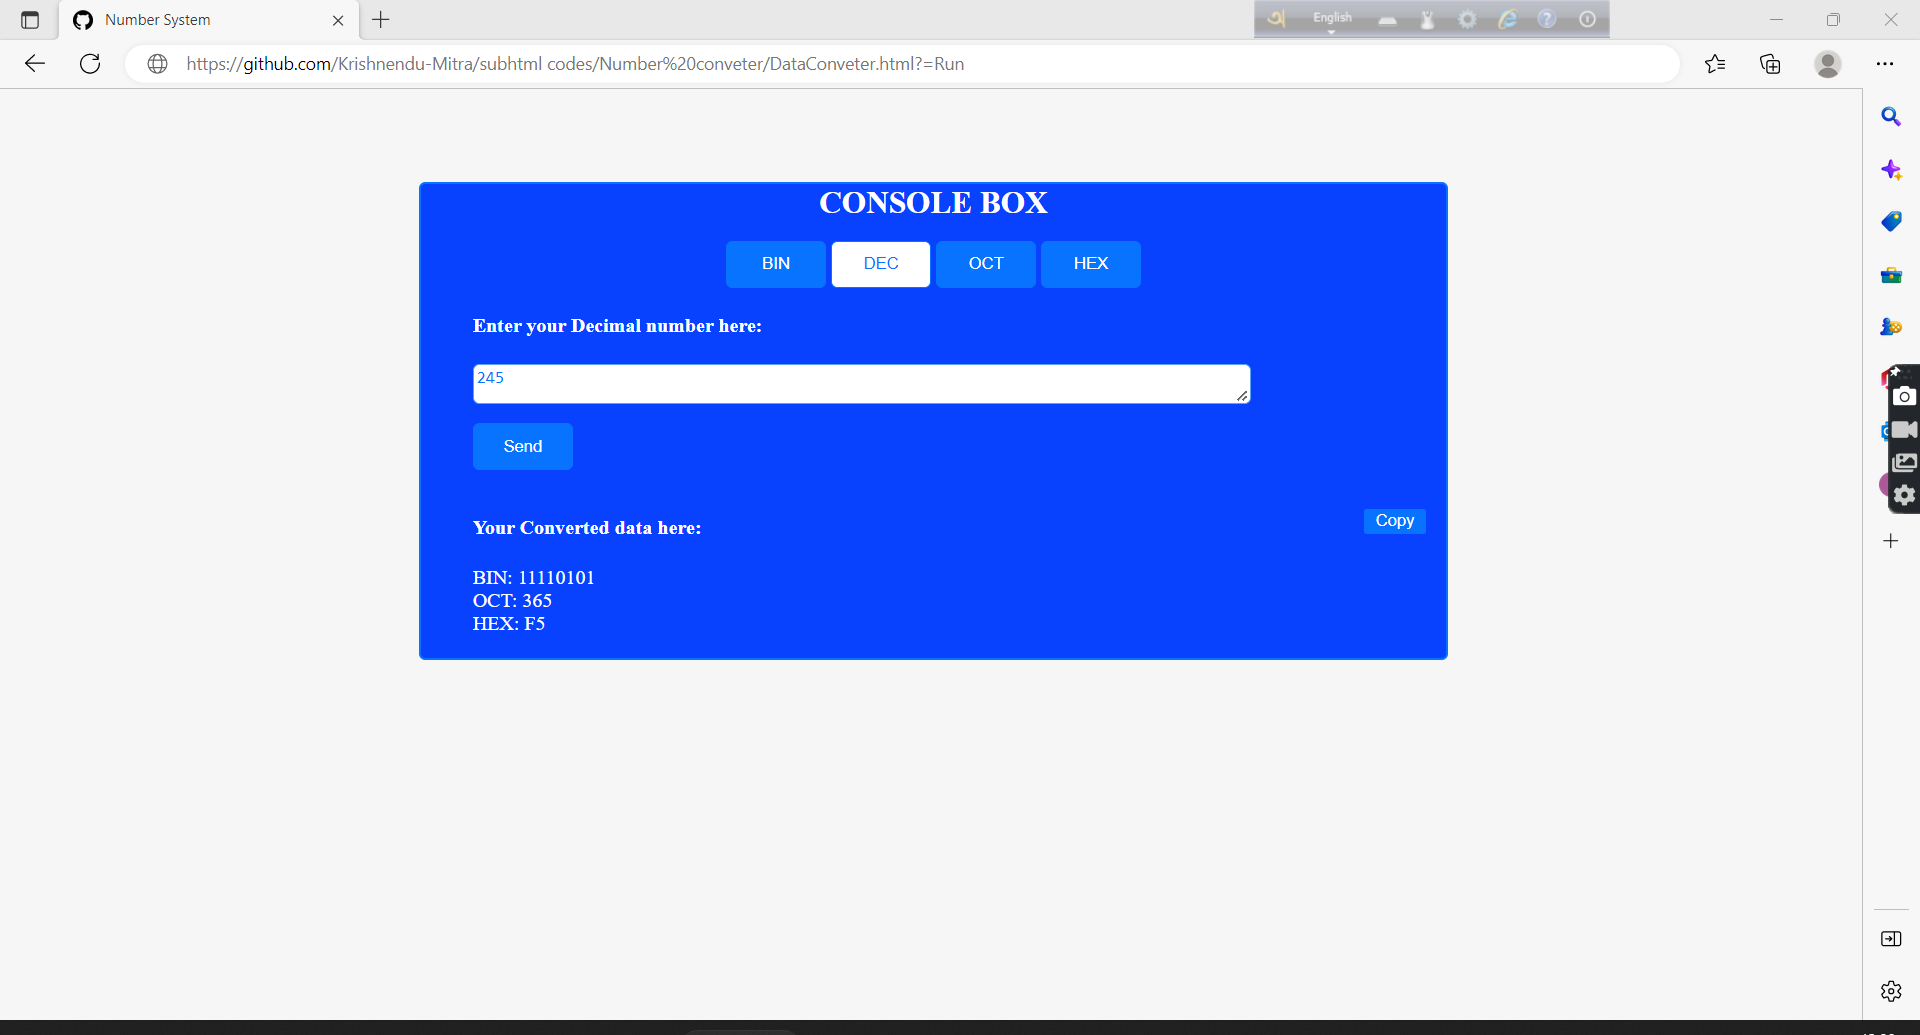 Number System
English
https://github.com/Krishnendu-Mitra/subhtml codes/Number%20conveter/DataConveter.html?=Run
CONSOLE BOX
BIN DEC OCT HEX
Enter your Decimal number here:
245
Send
Your Converted data here:
Copy
BIN: 11110101
OCT: 365
HEX: F5